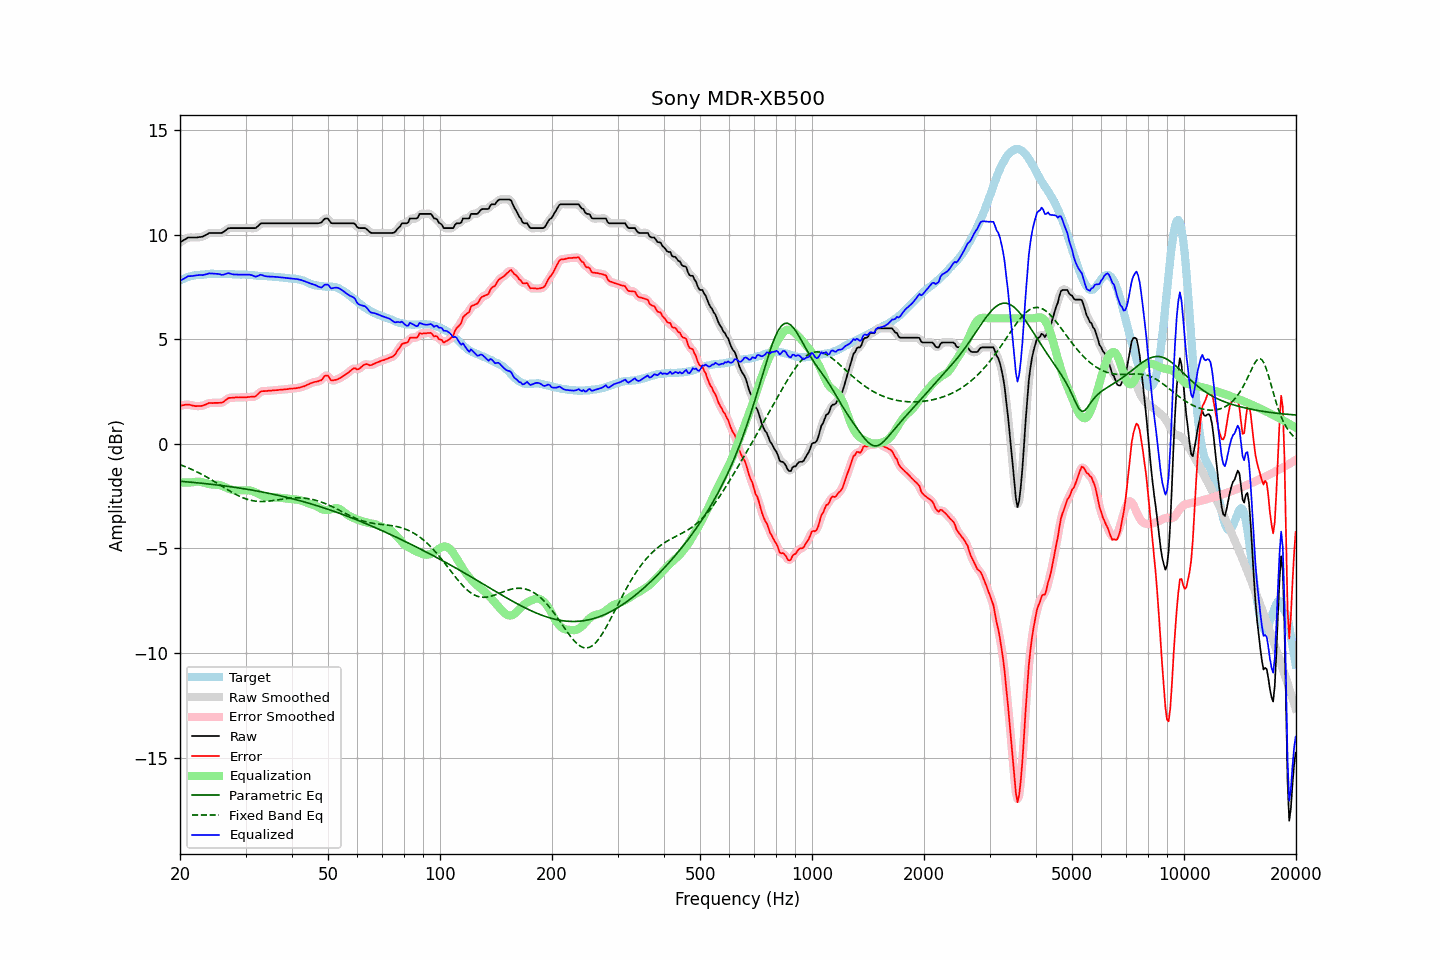 Sony MDR-XB500
15
10
5
0
−5
−10
−15
Amplitude (dBr)
Target
Raw Smoothed
Error Smoothed
Raw
Error
Equalization
Parametric Eq
Fixed Band Eq
Equalized
20 50 100 200 500 1000 2000 5000 10000 20000
Frequency (Hz)